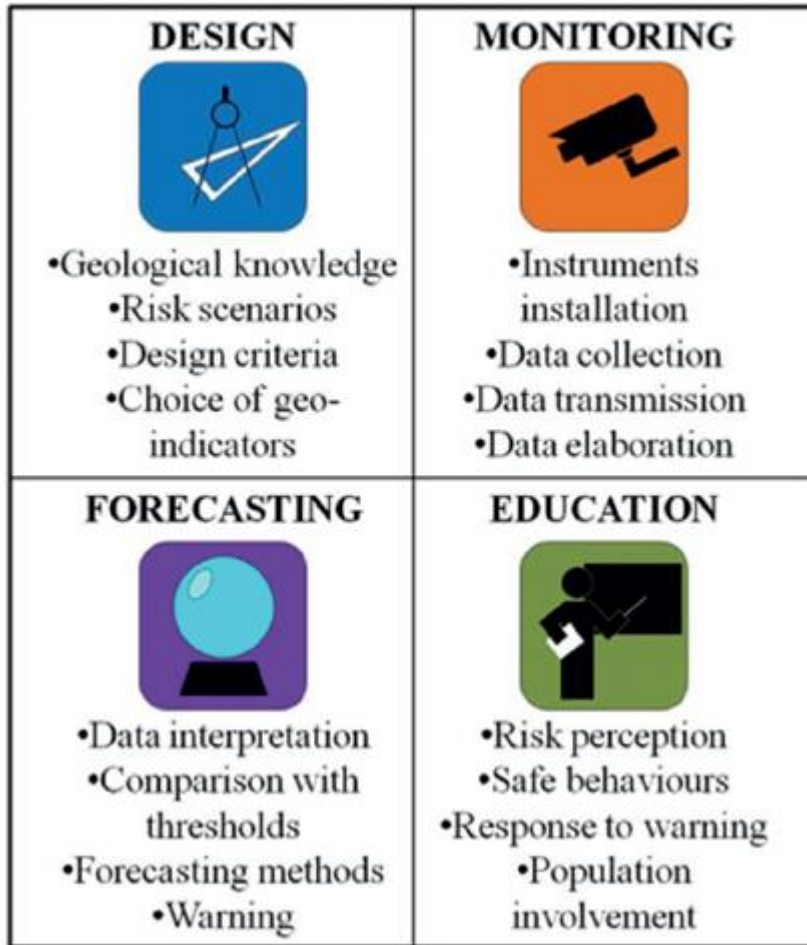 DESIGN
•Geological knowledge
•Risk scenarios
•Design criteria
•Choice of geo-
indicators
MONITORING
•Instruments
installation
•Data collection
•Data transmission
•Data elaboration
FORECASTING
•Data interpretation
•Comparison with
thresholds
•Forecasting methods
•Warning
EDUCATION
•Risk perception
•Safe behaviours
•Response to warning
•Population
involvement